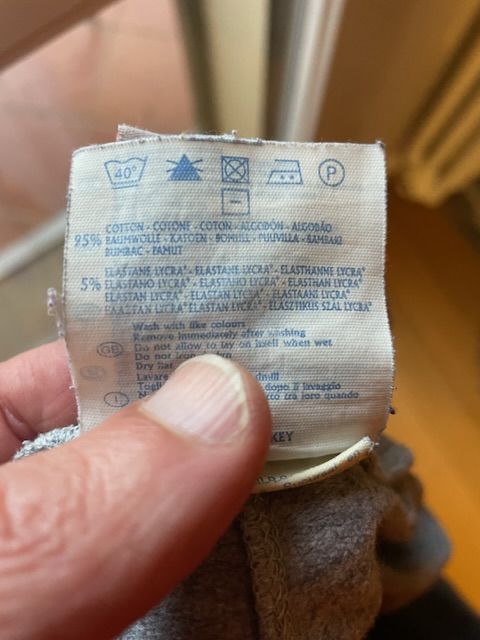 40°
P
COTTON - COTONE - COTON - ALGODÓN - ALGODÃO
95% BAUMWOLLE - KATOEN - BOMULL - PUUVILLA - BAMBAKI
BUMBAC - PAMUT
ELASTANE LYCRA® - ELASTANE LYCRA® - ELASTHANNE LYCRA®
5% ELASTANO LYCRA® - ELASTANO LYCRA® - ELASTHAN LYCRA®
ELASTAN LYCRA® - ELASTAN LYCRA® - ELASTAANI LYCRA®
ELASTAN LYCRA® - ELASTAN LYCRA® - ELASZTIKUS SZAL LYCRA®
Wash with like colours
Remove immediately after washing
GB Do not allow to lay on itself when wet
Do not iron
Dry flat
Lavare
dopo il lavaggio
tra loro quando
KEY